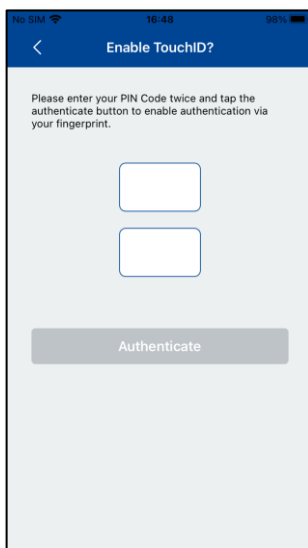 No SIM 16:48 98%
Enable TouchID?
Please enter your PIN Code twice and tap the
authenticate button to enable authentication via
your fingerprint.
Authenticate